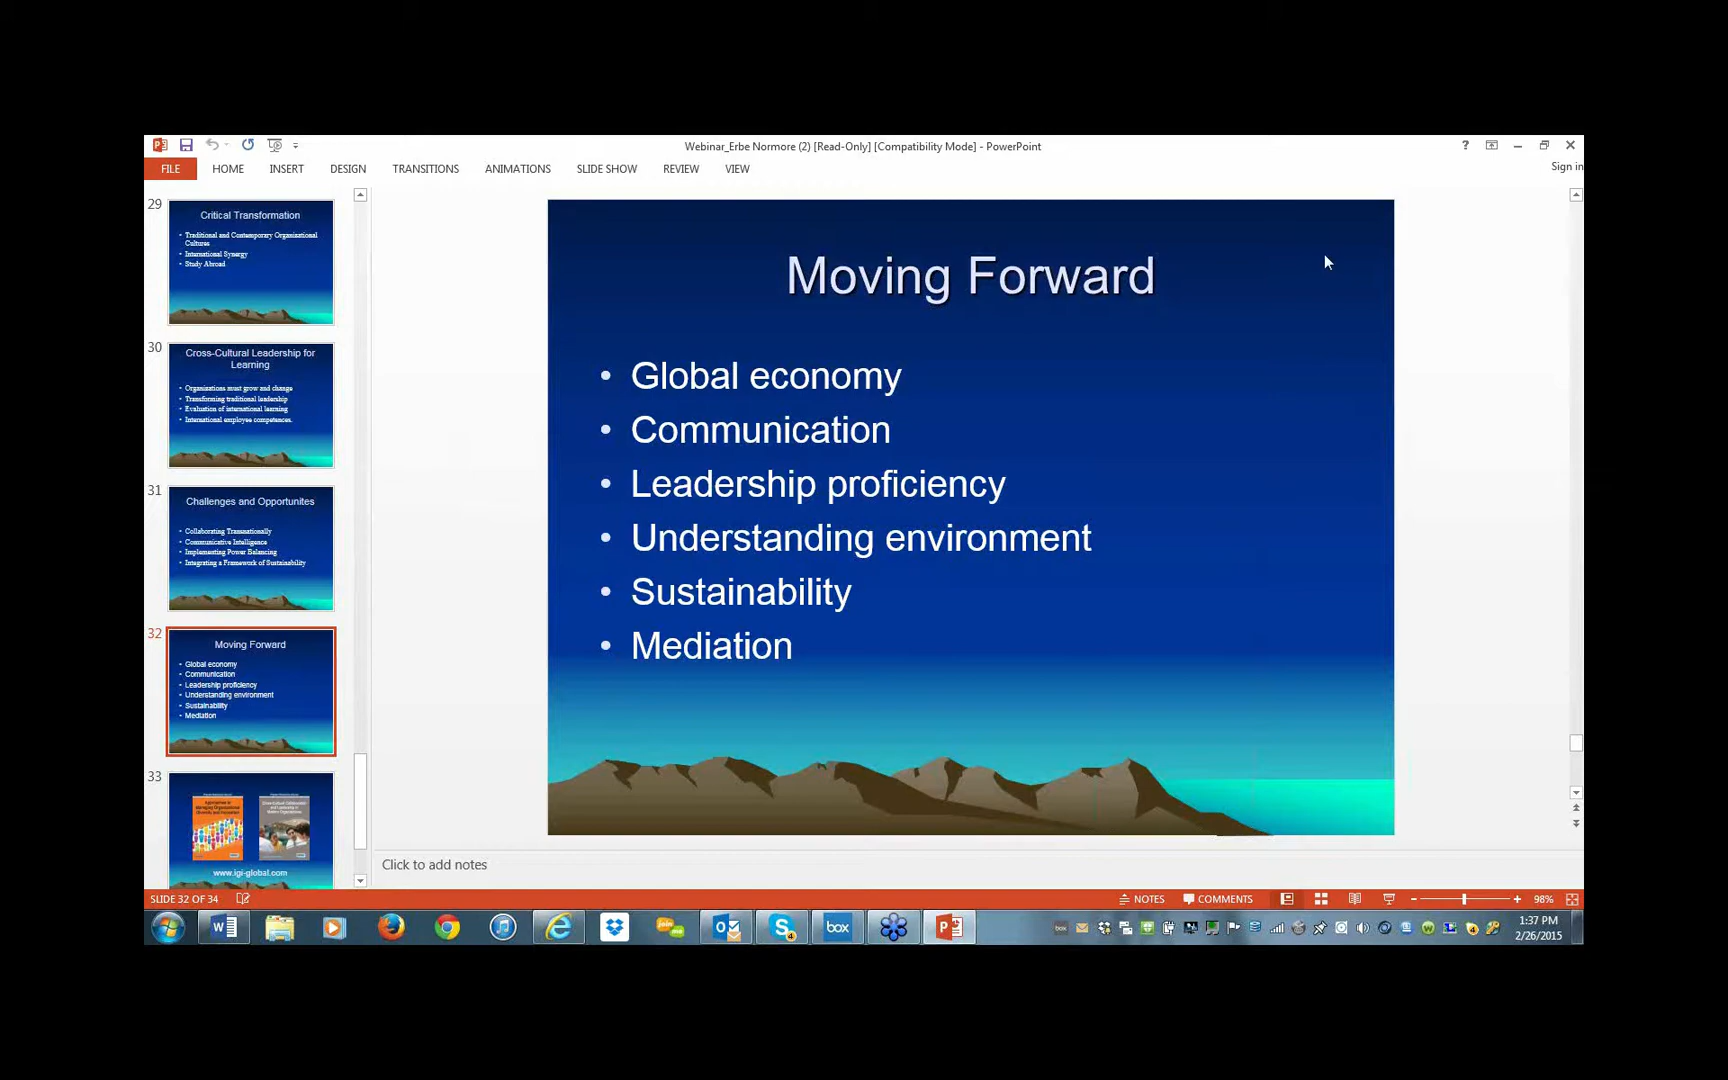 Webinar_Erbe Normore (2) [Read-Only] [Compatibility Mode] - PowerPoint
Sign in
FILE HOME INSERT DESIGN TRANSITIONS ANIMATIONS SLIDE SHOW REVIEW VIEW
29
Critical Transformation
• Traditional and Contemporary Organizational
Cultures
• International Synergy
• Study Abroad
30
Cross-Cultural Leadership for
Learning
• Organizations must grow and change
• Transforming traditional leadership
• Evaluation of international learning
• International employee competences.
31
Challenges and Opportunites
• Collaborating Transnationally
• Communicative Intelligence
• Implementing Power Balancing
• Integrating a Framework of Sustainability
32
Moving Forward
• Global economy
• Communication
• Leadership proficiency
• Understanding environment
• Sustainability
• Mediation
33
www.igi-global.com
Moving Forward
• Global economy
• Communication
• Leadership proficiency
• Understanding environment
• Sustainability
• Mediation
Click to add notes
SLIDE 32 OF 34
NOTES COMMENTS 98%
box
1:37 PM
2/26/2015